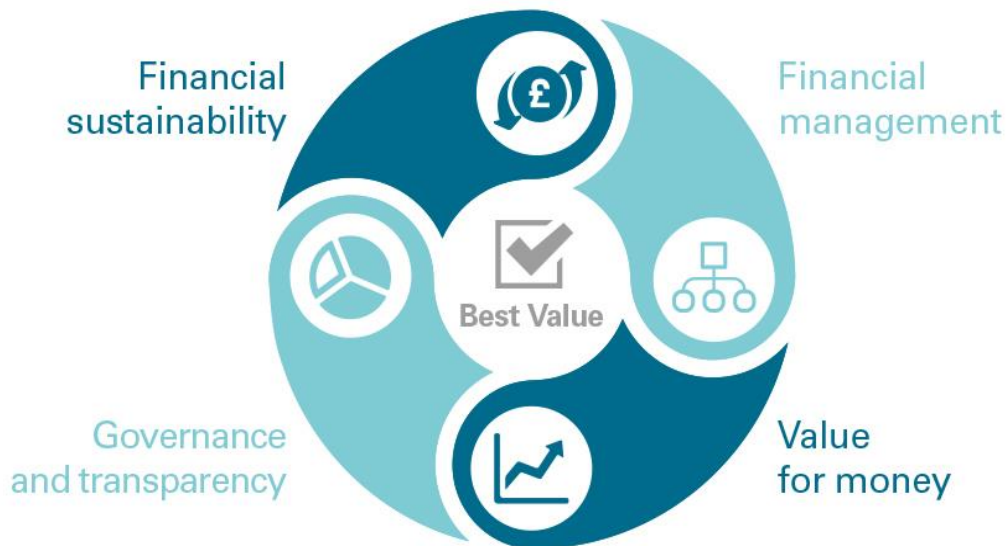 Financial
sustainability
Financial
management
£
Best Value
Governance
and transparency
Value
for money